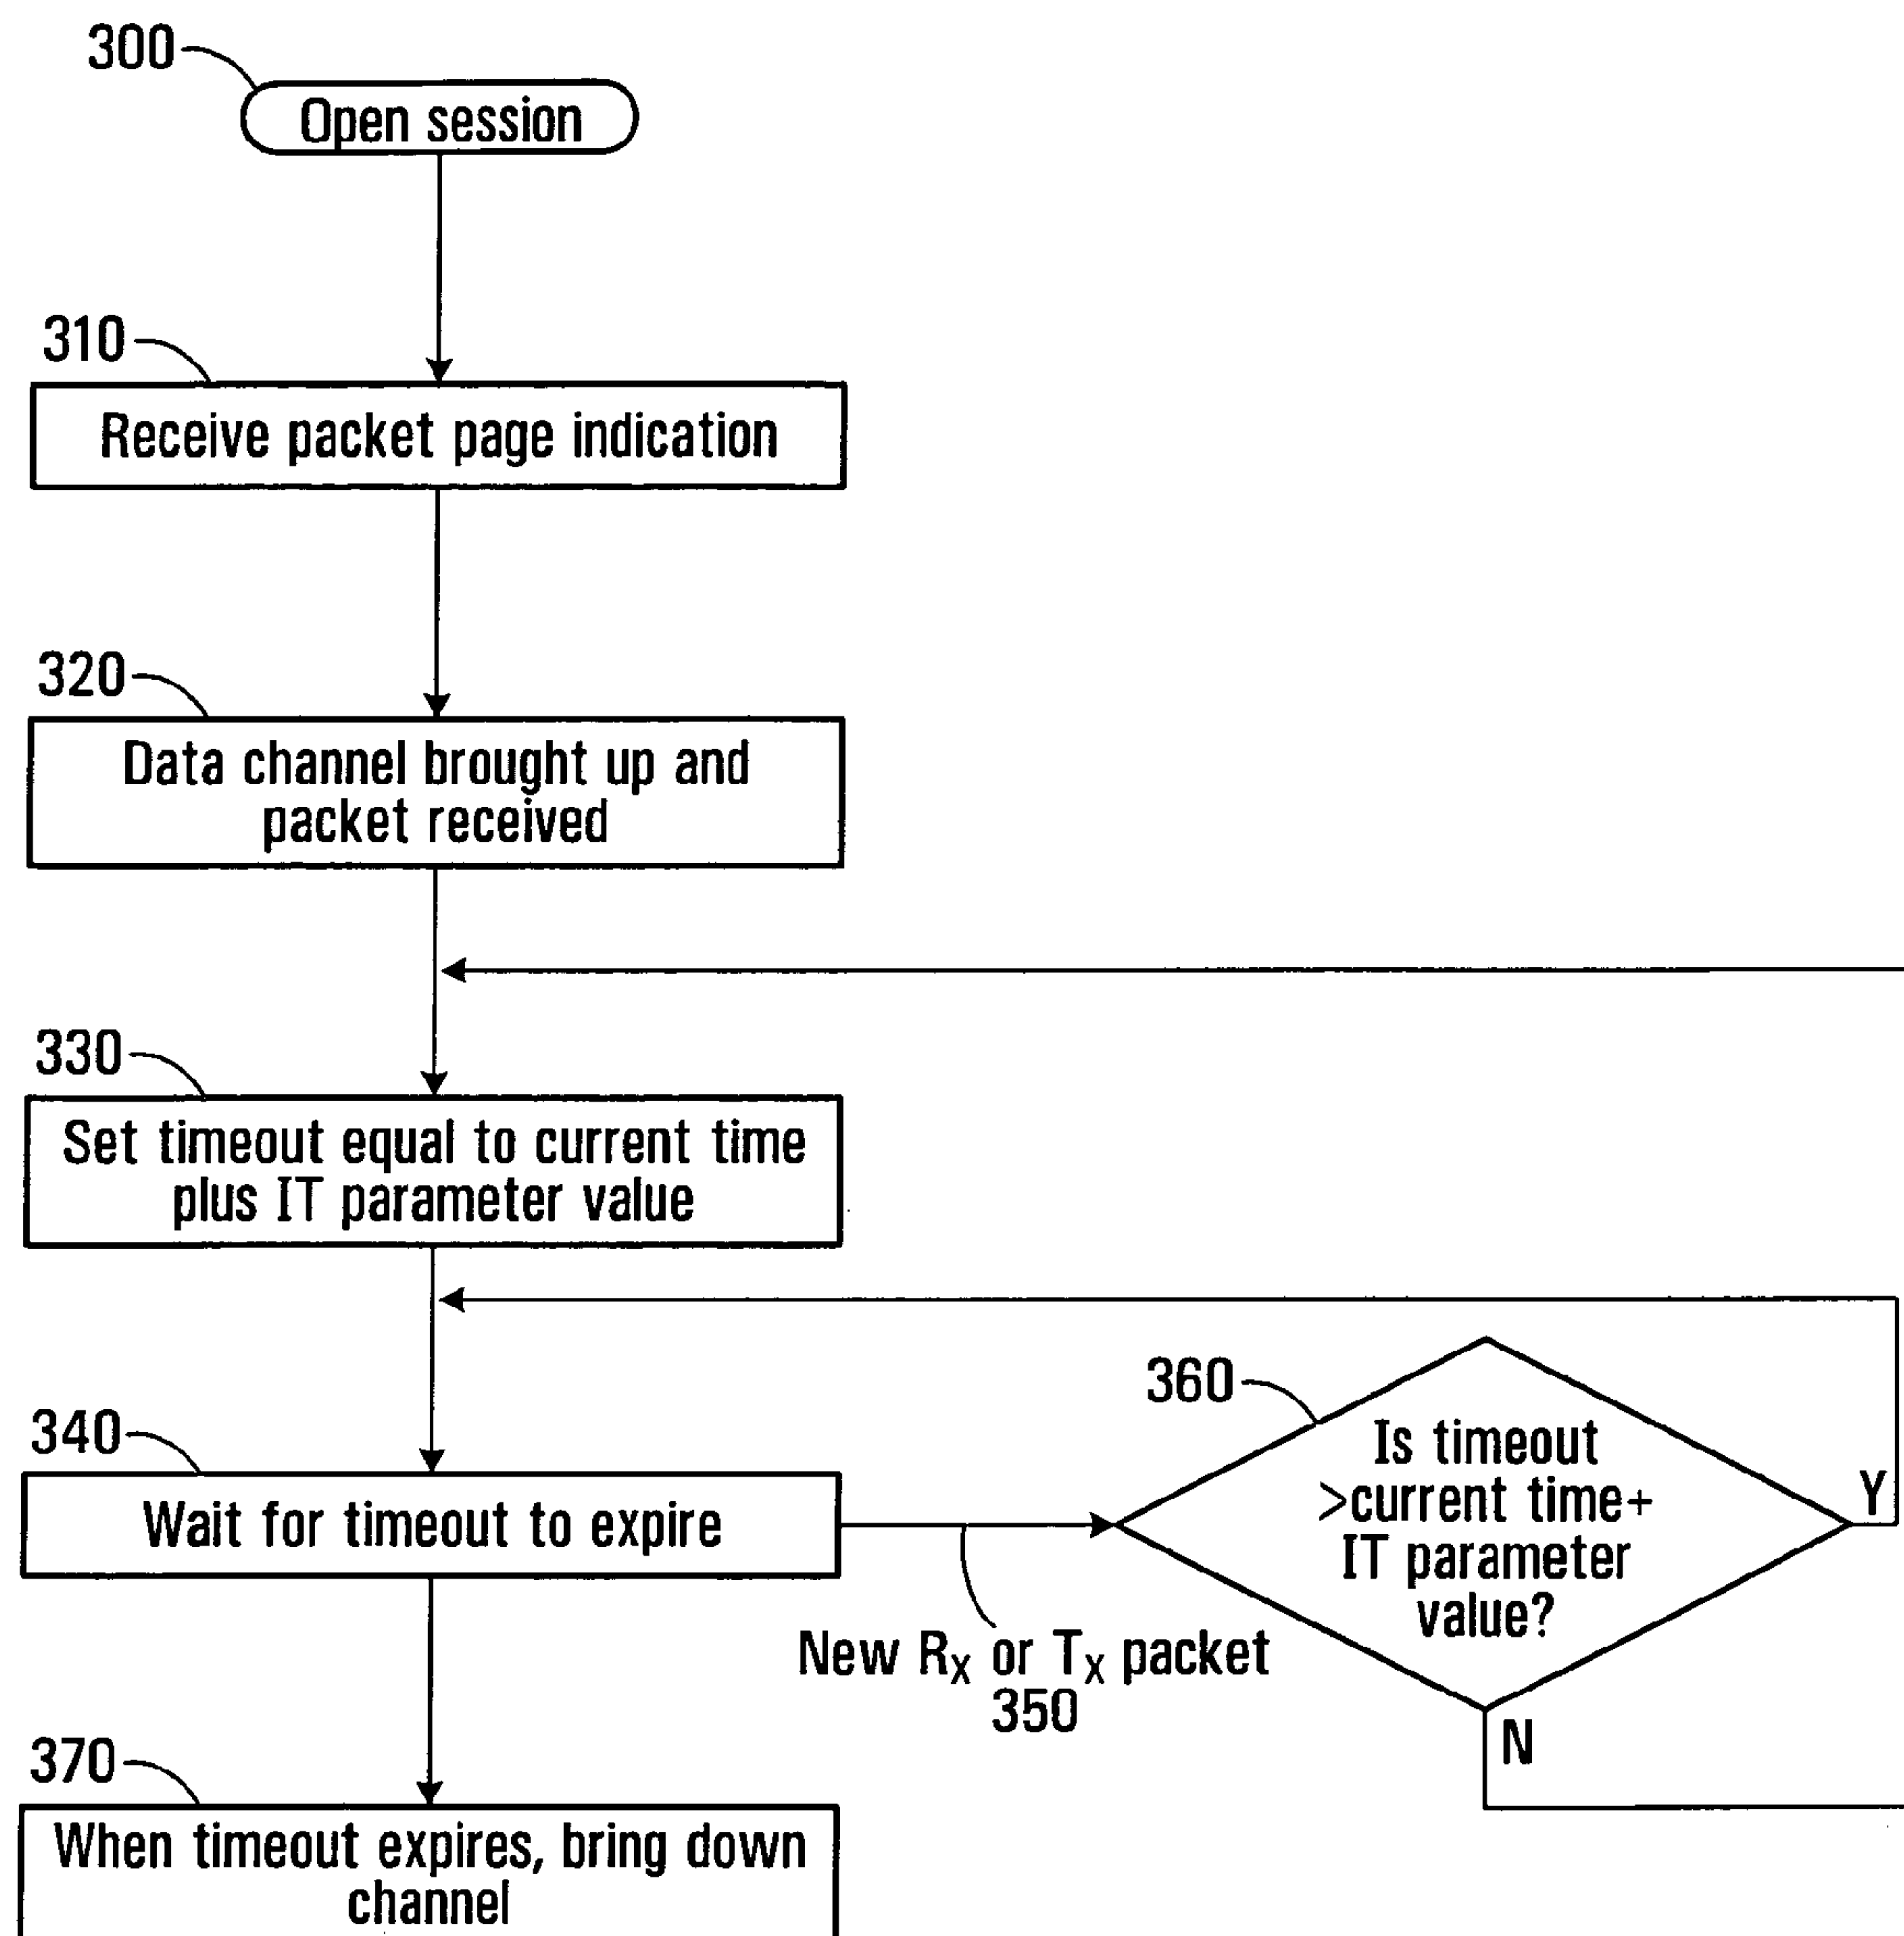 300
Open session
310
Receive packet page indication
320
Data channel brought up and
packet received
330
Set timeout equal to current time
plus IT parameter value
340
Wait for timeout to expire
360
Is timeout
>current time+
IT parameter
value?
Y
New Rx or Tx packet
350
N
370
When timeout expires, bring down
channel